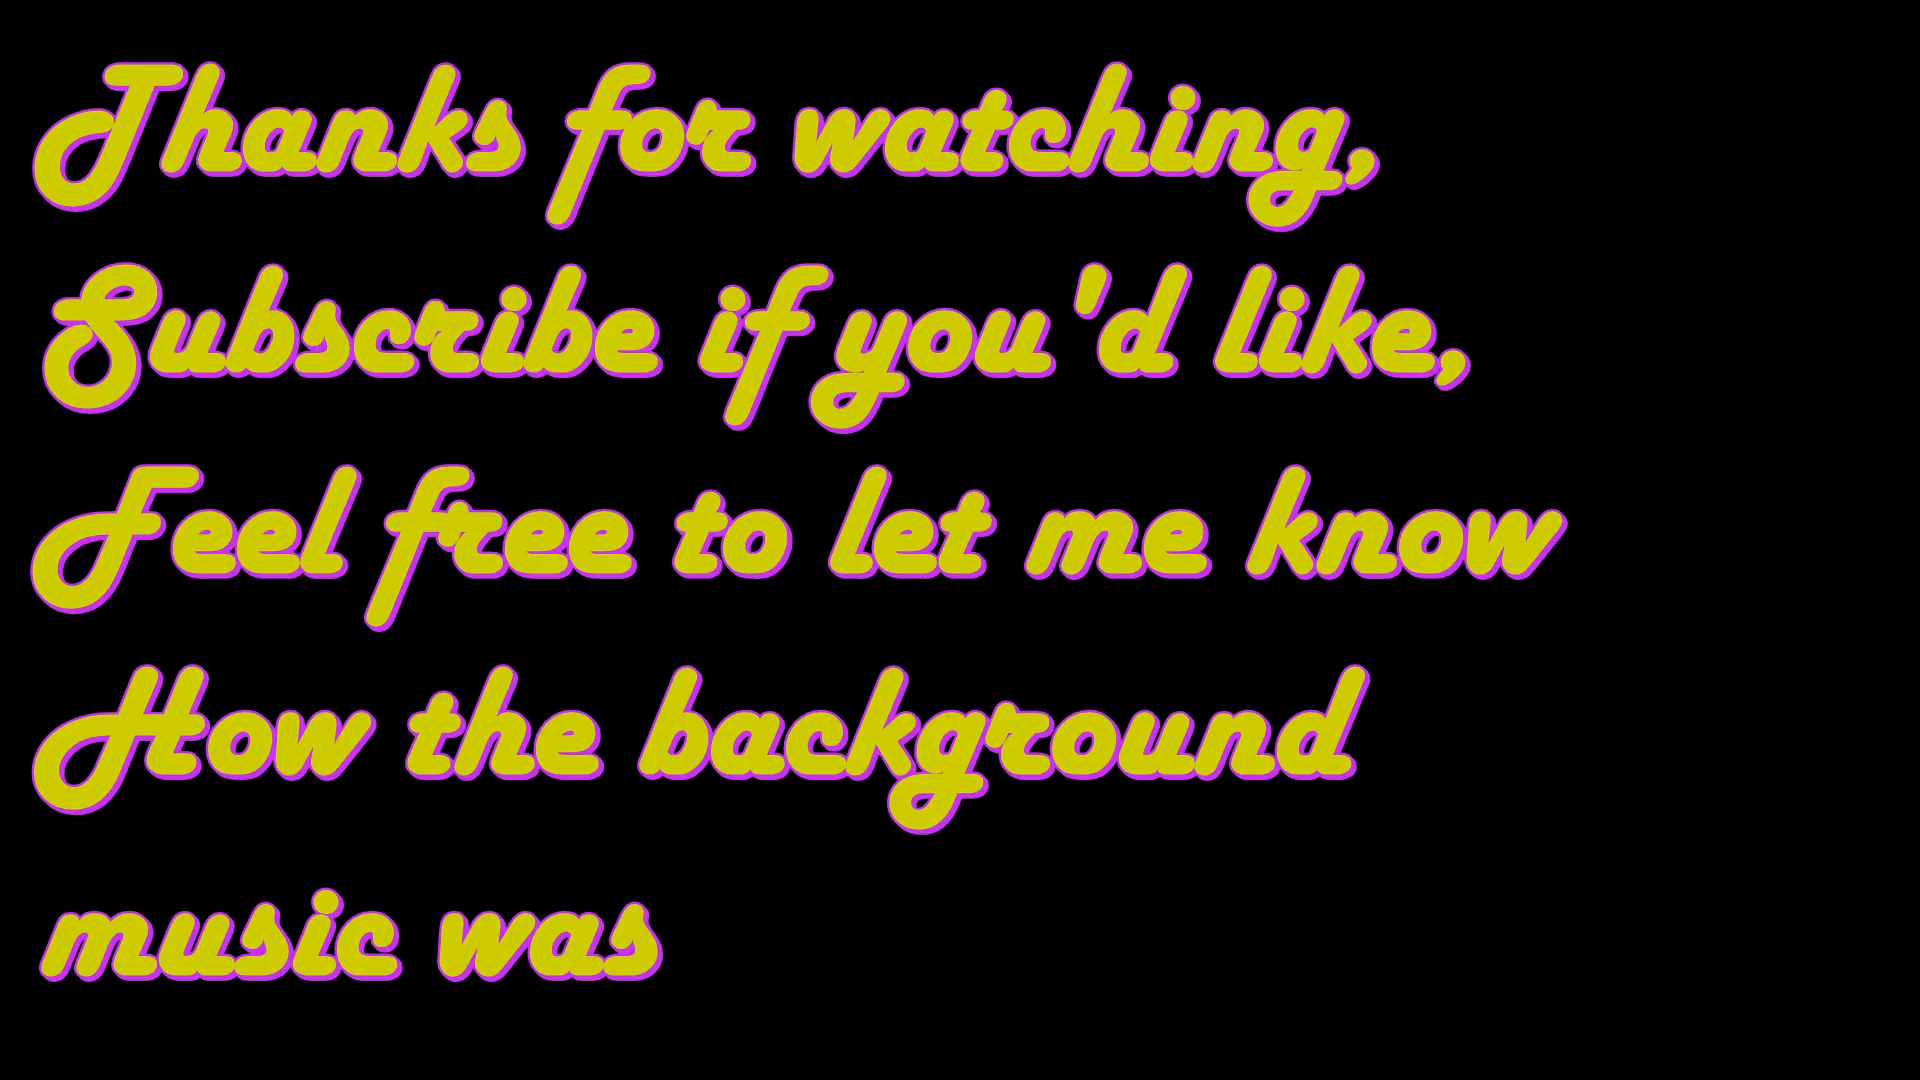 Thanks for watching,
Subscribe if you'd like,
Feel free to let me know
How the background
music was